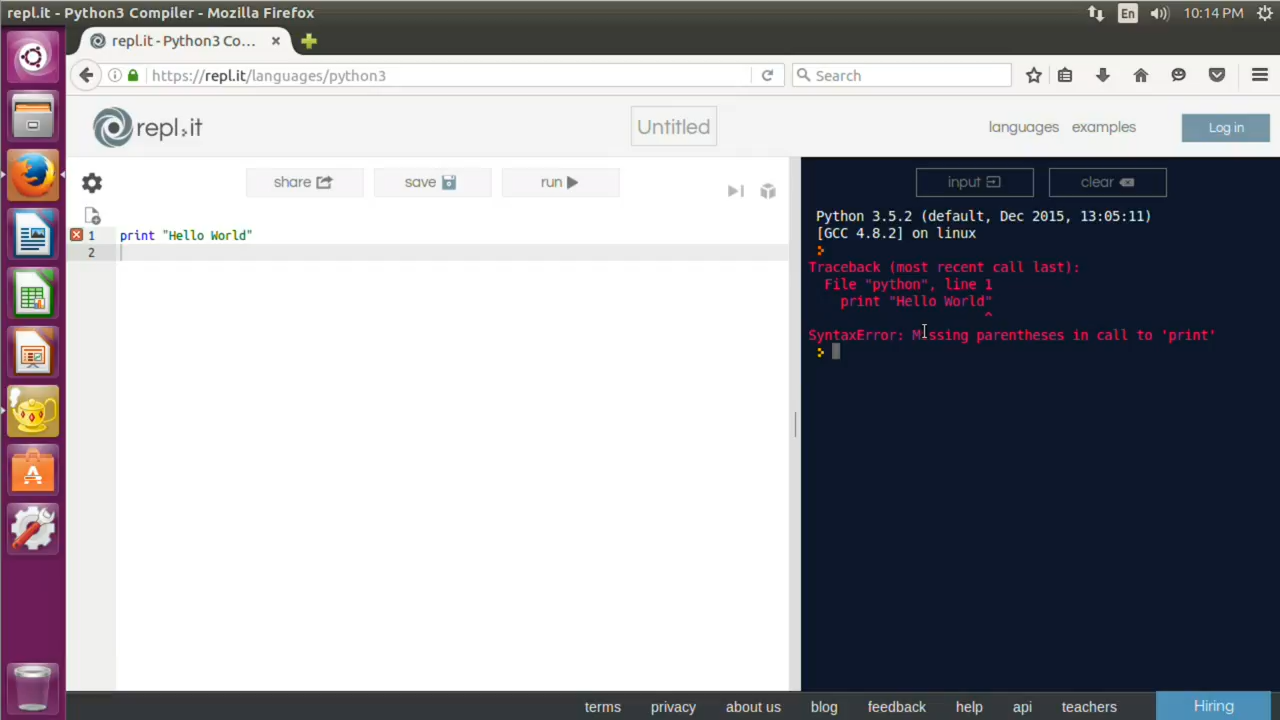 repl.it - Python3 Compiler - Mozilla Firefox
En
10:14 PM
repl.it - Python3 Co...
https://repl.it/languages/python3
Search
repl.it
Untitled
languages
examples
Log in
share
save
run
input
clear
1 print "Hello World"
2
Python 3.5.2 (default, Dec 2015, 13:05:11)
[GCC 4.8.2] on linux
Traceback (most recent call last):
File "python", line 1
print "Hello World"
^
SyntaxError: Missing parentheses in call to 'print'
terms
privacy
about us
blog
feedback
help
api
teachers
Hiring